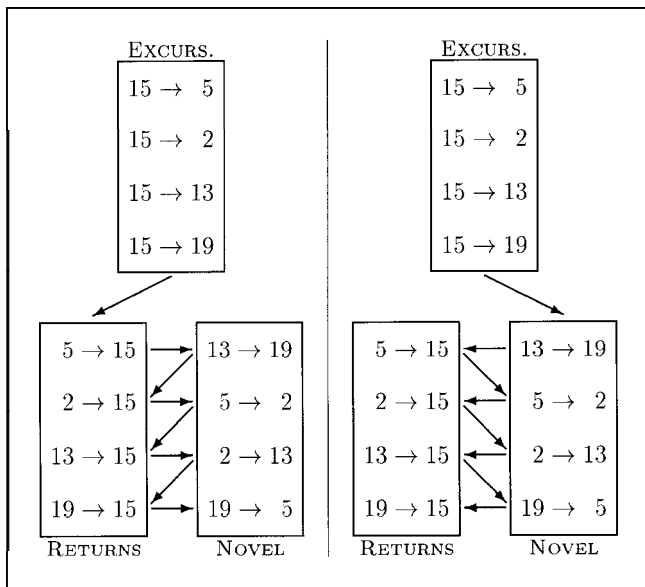 EXCURS.
15 → 5
15 → 2
15 → 13
15 → 19
5 → 15
2 → 15
13 → 15
19 → 15
RETURNS
13 → 19
5 → 2
2 → 13
19 → 5
NOVEL
EXCURS.
15 → 5
15 → 2
15 → 13
15 → 19
5 → 15
2 → 15
13 → 15
19 → 15
RETURNS
13 → 19
5 → 2
2 → 13
19 → 5
NOVEL